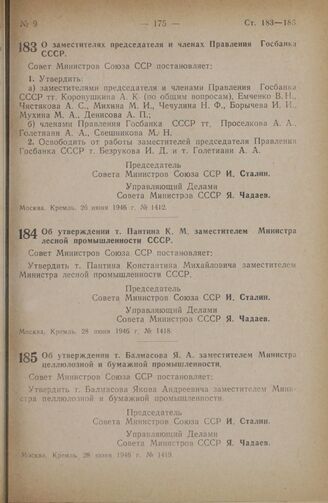 № 9 — 175 — Ст. 183—185
183 О заместителях председателя и членах Правления Госбанка
СССР.
Совет Министров Союза ССР постановляет:
1. Утвердить:
а) заместителями председателя и членами Правления Госбанка
СССР тт. Коровушкина А. К. (по общим вопросам), Емченко В. Н.,
Чистякова А. С., Михина М. И., Чечулина Н. Ф., Борычева И. И.,
Мухина М. А., Денисова А. П.;
б) членами Правления Госбанка СССР тт. Проселкова А. А.,
Голетиани А. А., Свешникова М. Н.
2. Освободить от работы заместителей председателя Правления
Госбанка СССР т. Безрукова И. Д. и т. Голетиани А. А.
Председатель
Совета Министров Союза ССР И. Сталин.
Управляющий Делами
Совета Министров СССР Я. Чадаев.
Москва, Кремль. 26 июня 1946 г. № 1412.
184 Об утверждении т. Пантина К. М. заместителем Министра
лесной промышленности СССР.
Совет Министров Союза ССР постановляет:
Утвердить т. Пантина Константина Михайловича заместителем
Министра лесной промышленности СССР.
Председатель
Совета Министров Союза ССР И. Сталин.
Управляющий Делами
Совета Министров СССР Я. Чадаев.
Москва, Кремль. 28 июня 1946 г. № 1418.
185 Об утверждении т. Балмасова Я. А. заместителем Министра
целлюлозной и бумажной промышленности.
Совет Министров Союза ССР постановляет:
Утвердить т. Балмасова Якова Андреевича заместителем Мини-
стра целлюлозной и бумажной промышленности.
Председатель
Совета Министров Союза ССР И. Сталин.
Управляющий Делами
Совета Министров СССР Я. Чадаев.
Москва, Кремль, 28 июня 1946 г. № 1419.